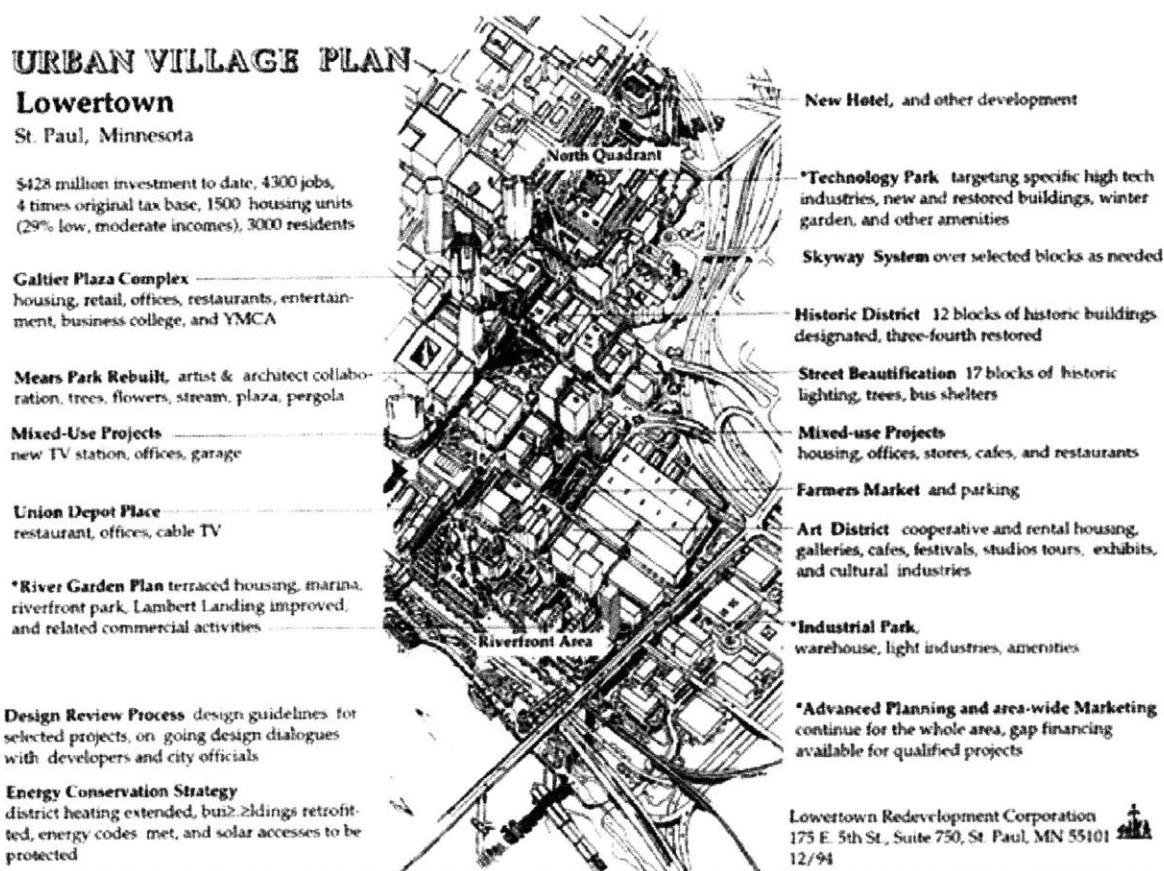 URBAN VILLAGE PLAN
Lowertown
St. Paul, Minnesota
$428 million investment to date, 4300 jobs,
4 times original tax base, 1500 housing units
(29% low, moderate incomes), 3000 residents
Galtier Plaza Complex
housing, retail, offices, restaurants, entertain-
ment, business college, and YMCA
Mears Park Rebuilt, artist & architect collabo-
ration, trees, flowers, stream, plaza, pergola
Mixed-Use Projects
new TV station, offices, garage
Union Depot Place
restaurant, offices, cable TV
*River Garden Plan terraced housing, marina,
riverfront park, Lambert Landing improved,
and related commercial activities
Design Review Process design guidelines for
selected projects, on going design dialogues
with developers and city officials
Energy Conservation Strategy
district heating extended, bui≥.≥ldings retrofit-
ted, energy codes met, and solar accesses to be
protected
North Quadrant
Riverfront Area
New Hotel, and other development
*Technology Park targeting specific high tech
industries, new and restored buildings, winter
garden, and other amenities
Skyway System over selected blocks as needed
Historic District 12 blocks of historic buildings
designated, three-fourth restored
Street Beautification 17 blocks of historic
lighting, trees, bus shelters
Mixed-use Projects
housing, offices, stores, cafes, and restaurants
Farmers Market and parking
Art District cooperative and rental housing,
galleries, cafes, festivals, studios tours, exhibits,
and cultural industries
*Industrial Park,
warehouse, light industries, amenities
*Advanced Planning and area-wide Marketing
continue for the whole area, gap financing
available for qualified projects
Lowertown Redevelopment Corporation
175 E. 5th St., Suite 750, St. Paul, MN 55101
12/94